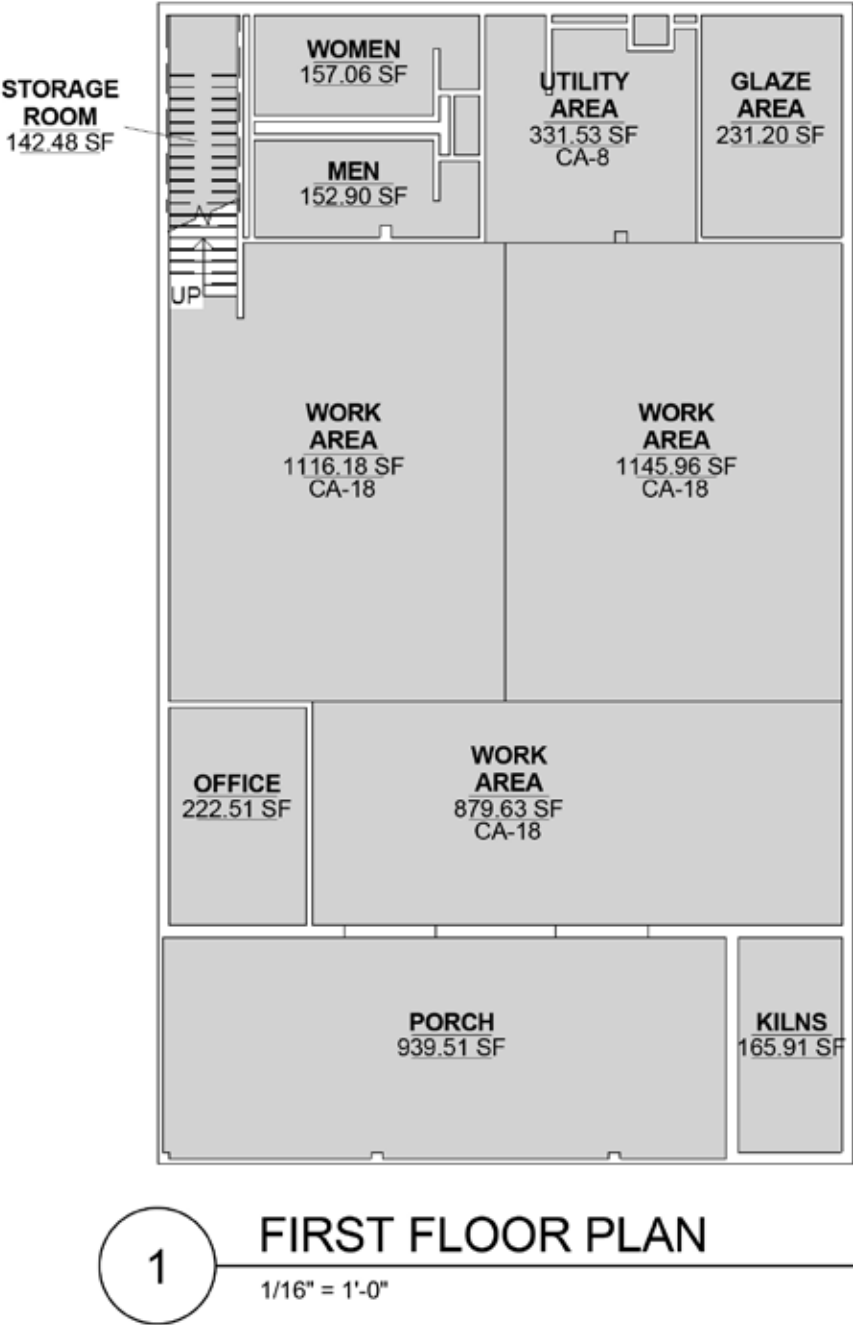 STORAGE
ROOM
142.48 SF
WOMEN
157.06 SF
MEN
152.90 SF
UTILITY
AREA
331.53 SF
CA-8
GLAZE
AREA
231.20 SF
UP
WORK
AREA
1116.18 SF
CA-18
WORK
AREA
1145.96 SF
CA-18
OFFICE
222.51 SF
WORK
AREA
879.63 SF
CA-18
PORCH
939.51 SF
KILNS
165.91 SF
1
FIRST FLOOR PLAN
1/16" = 1'-0"